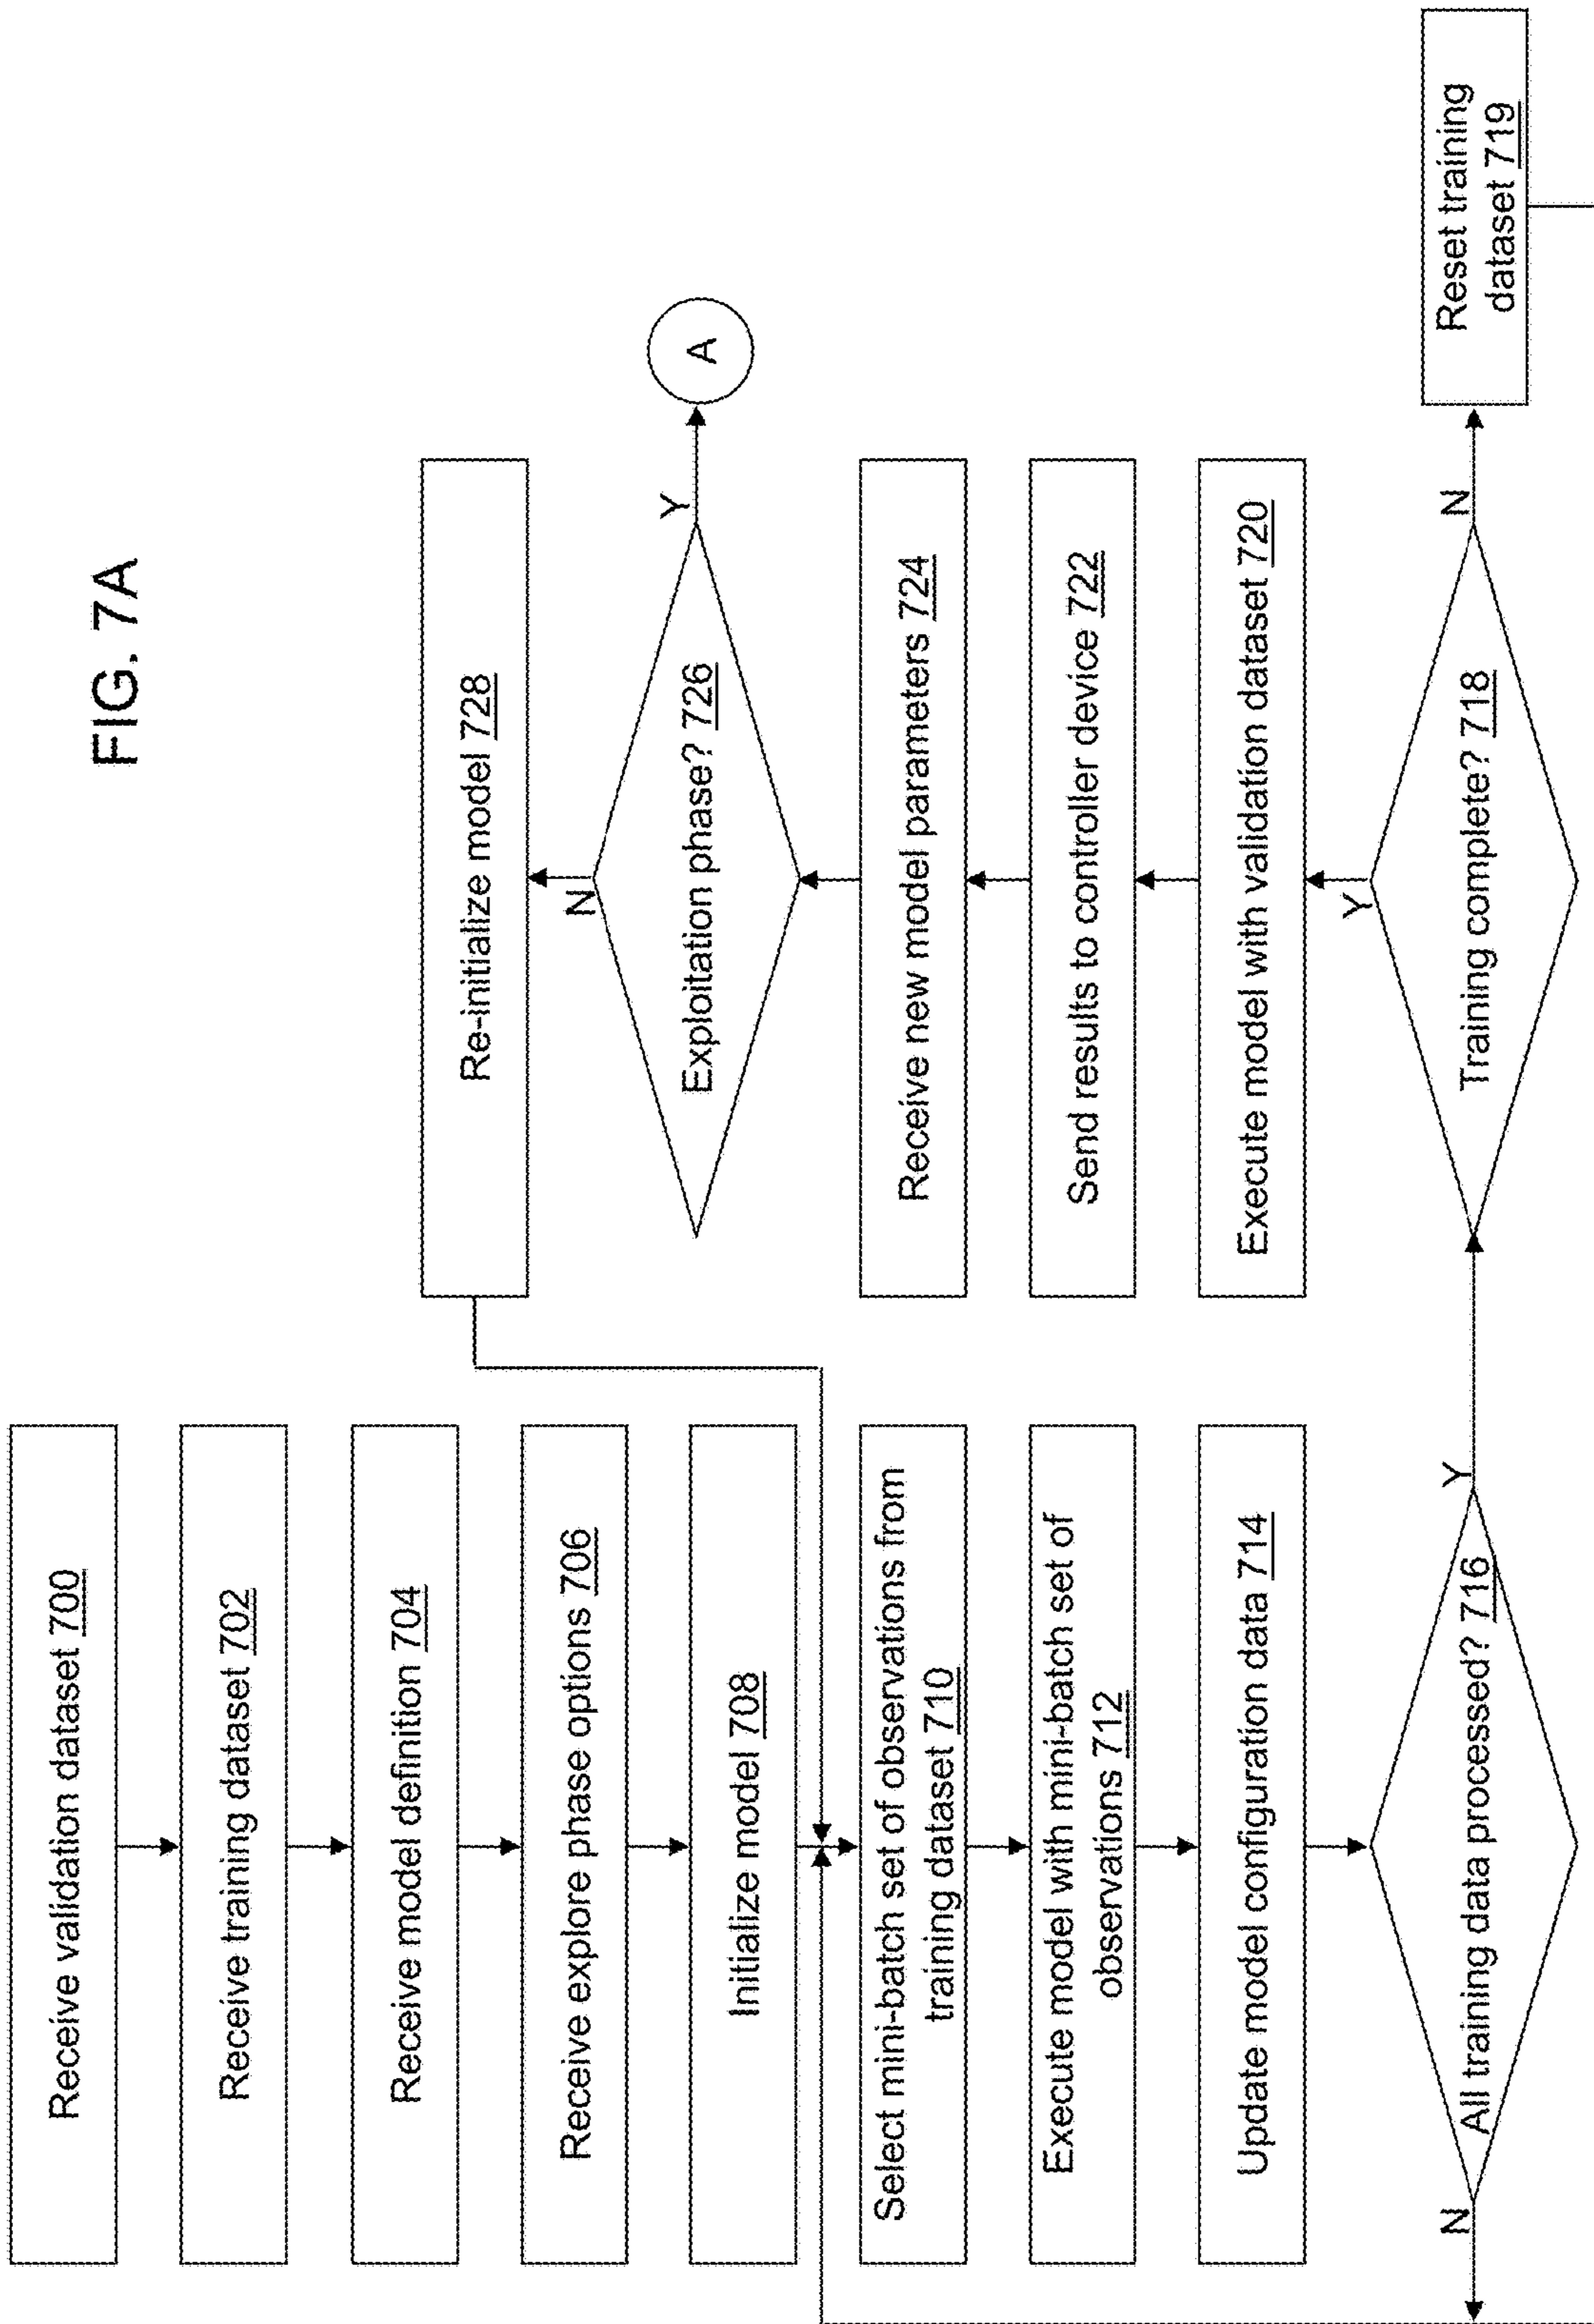 FIG. 7A
Receive validation dataset 700
Receive training dataset 702
Receive model definition 704
Receive explore phase options 706
Initialize model 708
Select mini-batch set of observations from
training dataset 710
Execute model with mini-batch set of
observations 712
Update model configuration data 714
All training data processed? 716
N
Y
Training complete? 718
N
Reset training
dataset 719
Y
Execute model with validation dataset 720
Send results to controller device 722
Receive new model parameters 724
Exploitation phase? 726
Y
A
N
Re-initialize model 728